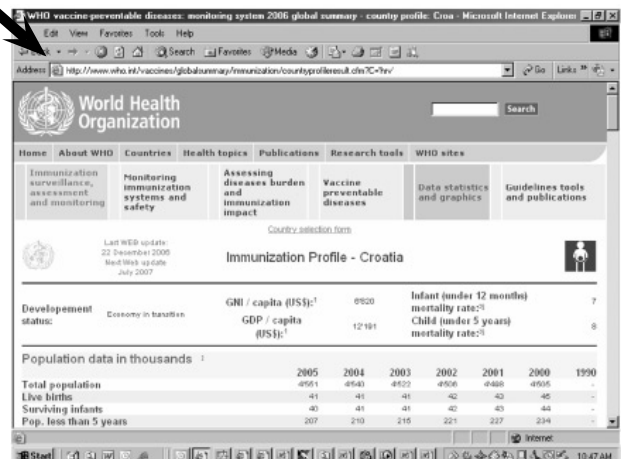 WHO vaccine-preventable diseases: monitoring system 2006 global summary - country profile: Croa - Microsoft Internet Explorer
Edit View Favorites Tools Help
Search Favorites Media
Address http://www.who.int/vaccines/globalsummary/immunization/countryprofileresult.cfm?C='hrv' Go Links »
World Health
Organization
Search
Home About WHO Countries Health topics Publications Research tools WHO sites
Immunization
surveillance,
assessment
and monitoring
Monitoring
immunization
systems and
safety
Assessing
diseases burden
and
immunization
impact
Vaccine
preventable
diseases
Data statistics
and graphics
Guidelines tools
and publications
Country selection form
Last WEB update:
22 December 2006
Next Web update
July 2007
Immunization Profile - Croatia
Developement
status:
Economy in transition
GNI / capita (US$):1 6'820
GDP / capita
(US$):1 12'191
Infant (under 12 months)
mortality rate: 7
Child (under 5 years)
mortality rate: 8
Population data in thousands 2
2005 2004 2003 2002 2001 2000 1990
Total population 4'551 4'540 4'522 4'506 4'498 4'505 -
Live births 41 41 41 42 43 45 -
Surviving infants 40 41 41 42 43 44 -
Pop. less than 5 years 207 210 215 221 227 234 -
Internet
Start 10:47 AM